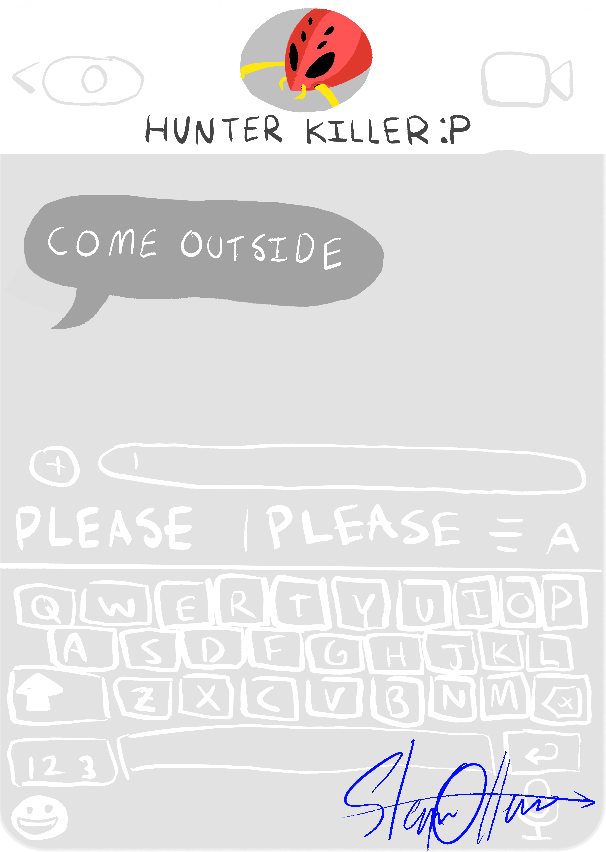 HUNTER KILLER:P
COME OUTSIDE
PLEASE | PLEASE = A
Q W E R T Y U I O P
A S D F G H J K L
Z X C V B N M
123